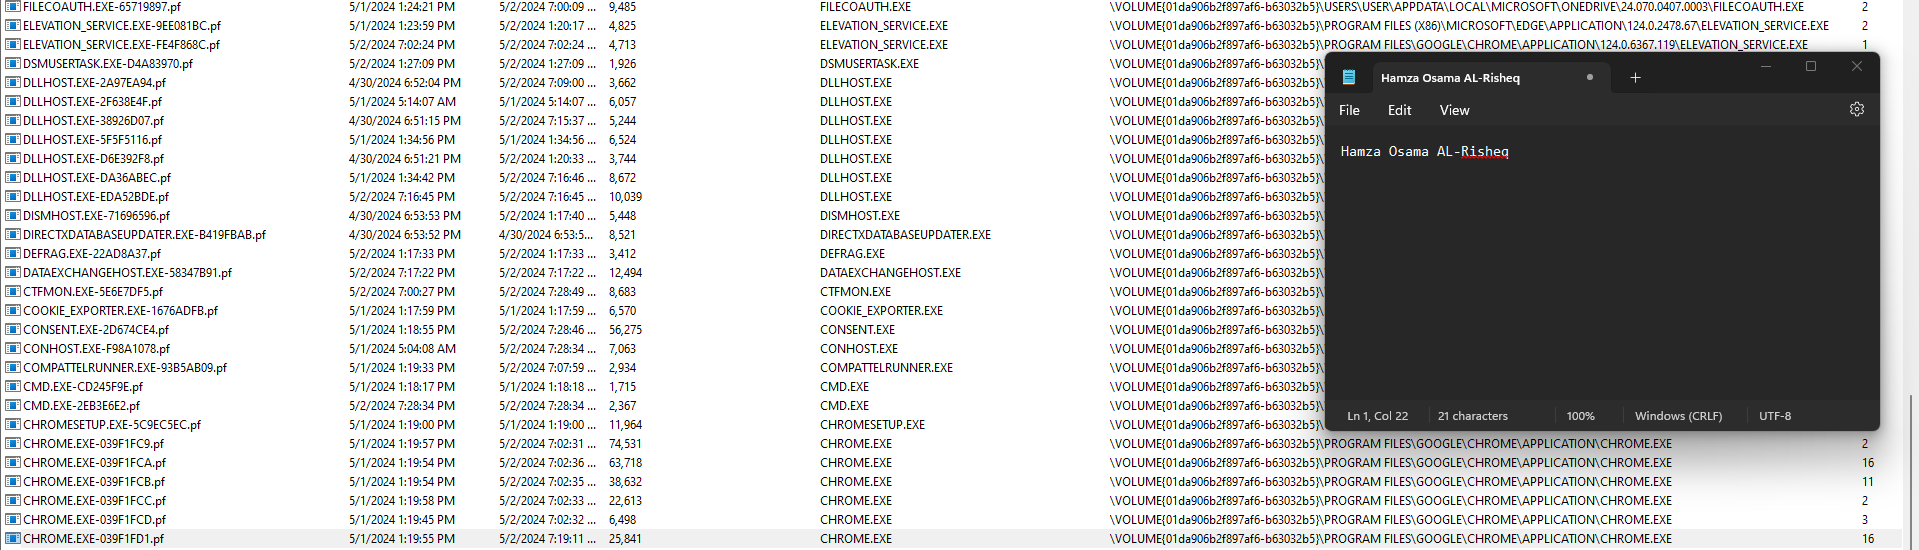 FILECOAUTH.EXE-65719897.pf 5/1/2024 1:24:21 PM 5/2/2024 7:00:09 ... 9,485 FILECOAUTH.EXE \VOLUME{01da906b2f897af6-b63032b5}\USERS\USER\APPDATA\LOCAL\MICROSOFT\ONEDRIVE\24.070.0407.0003\FILECOAUTH.EXE 2
ELEVATION_SERVICE.EXE-9EE081BC.pf 5/1/2024 1:23:59 PM 5/2/2024 1:20:17 ... 4,825 ELEVATION_SERVICE.EXE \VOLUME{01da906b2f897af6-b63032b5}\PROGRAM FILES (X86)\MICROSOFT\EDGE\APPLICATION\124.0.2478.67\ELEVATION_SERVICE.EXE 2
ELEVATION_SERVICE.EXE-FE4F868C.pf 5/2/2024 7:02:24 PM 5/2/2024 7:02:24 ... 4,713 ELEVATION_SERVICE.EXE \VOLUME{01da906b2f897af6-b63032b5}\PROGRAM FILES\GOOGLE\CHROME\APPLICATION\124.0.6367.119\ELEVATION_SERVICE.EXE 1
DSMUSERTASK.EXE-D4A83970.pf 5/2/2024 1:27:09 PM 5/2/2024 1:27:09 ... 1,926 DSMUSERTASK.EXE \VOLUME{01da906b2f897af6-b63032b5}\
DLLHOST.EXE-2A97EA94.pf 4/30/2024 6:52:04 PM 5/2/2024 7:09:00 ... 3,662 DLLHOST.EXE \VOLUME{01da906b2f897af6-b63032b5}\
DLLHOST.EXE-2F638E4F.pf 5/1/2024 5:14:07 AM 5/1/2024 5:14:07 ... 6,057 DLLHOST.EXE \VOLUME{01da906b2f897af6-b63032b5}\
DLLHOST.EXE-38926D07.pf 4/30/2024 6:51:15 PM 5/2/2024 7:15:37 ... 5,244 DLLHOST.EXE \VOLUME{01da906b2f897af6-b63032b5}\
DLLHOST.EXE-5F5F5116.pf 5/1/2024 1:34:56 PM 5/1/2024 1:34:56 ... 6,524 DLLHOST.EXE \VOLUME{01da906b2f897af6-b63032b5}\
DLLHOST.EXE-D6E392F8.pf 4/30/2024 6:51:21 PM 5/2/2024 1:20:33 ... 3,744 DLLHOST.EXE \VOLUME{01da906b2f897af6-b63032b5}\
DLLHOST.EXE-DA36ABEC.pf 5/1/2024 1:34:42 PM 5/2/2024 7:16:46 ... 8,672 DLLHOST.EXE \VOLUME{01da906b2f897af6-b63032b5}\
DLLHOST.EXE-EDA52BDE.pf 5/2/2024 7:16:45 PM 5/2/2024 7:16:45 ... 10,039 DLLHOST.EXE \VOLUME{01da906b2f897af6-b63032b5}\
DISMHOST.EXE-71696596.pf 4/30/2024 6:53:53 PM 5/2/2024 1:17:40 ... 5,448 DISMHOST.EXE \VOLUME{01da906b2f897af6-b63032b5}\
DIRECTXDATABASEUPDATER.EXE-B419FBAB.pf 4/30/2024 6:53:52 PM 4/30/2024 6:53:5... 8,521 DIRECTXDATABASEUPDATER.EXE \VOLUME{01da906b2f897af6-b63032b5}\
DEFRAG.EXE-22AD8A37.pf 5/2/2024 1:17:33 PM 5/2/2024 1:17:33 ... 3,412 DEFRAG.EXE \VOLUME{01da906b2f897af6-b63032b5}\
DATAEXCHANGEHOST.EXE-58347B91.pf 5/2/2024 7:17:22 PM 5/2/2024 7:17:22 ... 12,494 DATAEXCHANGEHOST.EXE \VOLUME{01da906b2f897af6-b63032b5}\
CTFMON.EXE-5E6E7DF5.pf 5/2/2024 7:00:27 PM 5/2/2024 7:28:49 ... 8,683 CTFMON.EXE \VOLUME{01da906b2f897af6-b63032b5}\
COOKIE_EXPORTER.EXE-1676ADFB.pf 5/1/2024 1:17:59 PM 5/1/2024 1:17:59 ... 6,570 COOKIE_EXPORTER.EXE \VOLUME{01da906b2f897af6-b63032b5}\
CONSENT.EXE-2D674CE4.pf 5/1/2024 1:18:55 PM 5/2/2024 7:28:46 ... 56,275 CONSENT.EXE \VOLUME{01da906b2f897af6-b63032b5}\
CONHOST.EXE-F98A1078.pf 5/1/2024 5:04:08 AM 5/2/2024 7:28:34 ... 7,063 CONHOST.EXE \VOLUME{01da906b2f897af6-b63032b5}\
COMPATTELRUNNER.EXE-93B5AB09.pf 5/1/2024 1:19:33 PM 5/2/2024 7:07:59 ... 2,934 COMPATTELRUNNER.EXE \VOLUME{01da906b2f897af6-b63032b5}\
CMD.EXE-CD245F9E.pf 5/1/2024 1:18:17 PM 5/1/2024 1:18:18 ... 1,715 CMD.EXE \VOLUME{01da906b2f897af6-b63032b5}\
CMD.EXE-2EB3E6E2.pf 5/2/2024 7:28:34 PM 5/2/2024 7:28:34 ... 2,367 CMD.EXE \VOLUME{01da906b2f897af6-b63032b5}\
CHROMESETUP.EXE-5C9EC5EC.pf 5/1/2024 1:19:00 PM 5/1/2024 1:19:00 ... 11,964 CHROMESETUP.EXE \VOLUME{01da906b2f897af6-b63032b5}\
CHROME.EXE-039F1FC9.pf 5/1/2024 1:19:57 PM 5/2/2024 7:02:31 ... 74,531 CHROME.EXE \VOLUME{01da906b2f897af6-b63032b5}\PROGRAM FILES\GOOGLE\CHROME\APPLICATION\CHROME.EXE 2
CHROME.EXE-039F1FCA.pf 5/1/2024 1:19:54 PM 5/2/2024 7:02:36 ... 63,718 CHROME.EXE \VOLUME{01da906b2f897af6-b63032b5}\PROGRAM FILES\GOOGLE\CHROME\APPLICATION\CHROME.EXE 16
CHROME.EXE-039F1FCB.pf 5/1/2024 1:19:54 PM 5/2/2024 7:02:35 ... 38,632 CHROME.EXE \VOLUME{01da906b2f897af6-b63032b5}\PROGRAM FILES\GOOGLE\CHROME\APPLICATION\CHROME.EXE 11
CHROME.EXE-039F1FCC.pf 5/1/2024 1:19:58 PM 5/2/2024 7:02:33 ... 22,613 CHROME.EXE \VOLUME{01da906b2f897af6-b63032b5}\PROGRAM FILES\GOOGLE\CHROME\APPLICATION\CHROME.EXE 2
CHROME.EXE-039F1FCD.pf 5/1/2024 1:19:45 PM 5/2/2024 7:02:32 ... 6,498 CHROME.EXE \VOLUME{01da906b2f897af6-b63032b5}\PROGRAM FILES\GOOGLE\CHROME\APPLICATION\CHROME.EXE 3
CHROME.EXE-039F1FD1.pf 5/1/2024 1:19:55 PM 5/2/2024 7:19:11 ... 25,841 CHROME.EXE \VOLUME{01da906b2f897af6-b63032b5}\PROGRAM FILES\GOOGLE\CHROME\APPLICATION\CHROME.EXE 16
Hamza Osama AL-Risheq
File Edit View
Hamza Osama AL-Risheq
Ln 1, Col 22 21 characters 100% Windows (CRLF) UTF-8